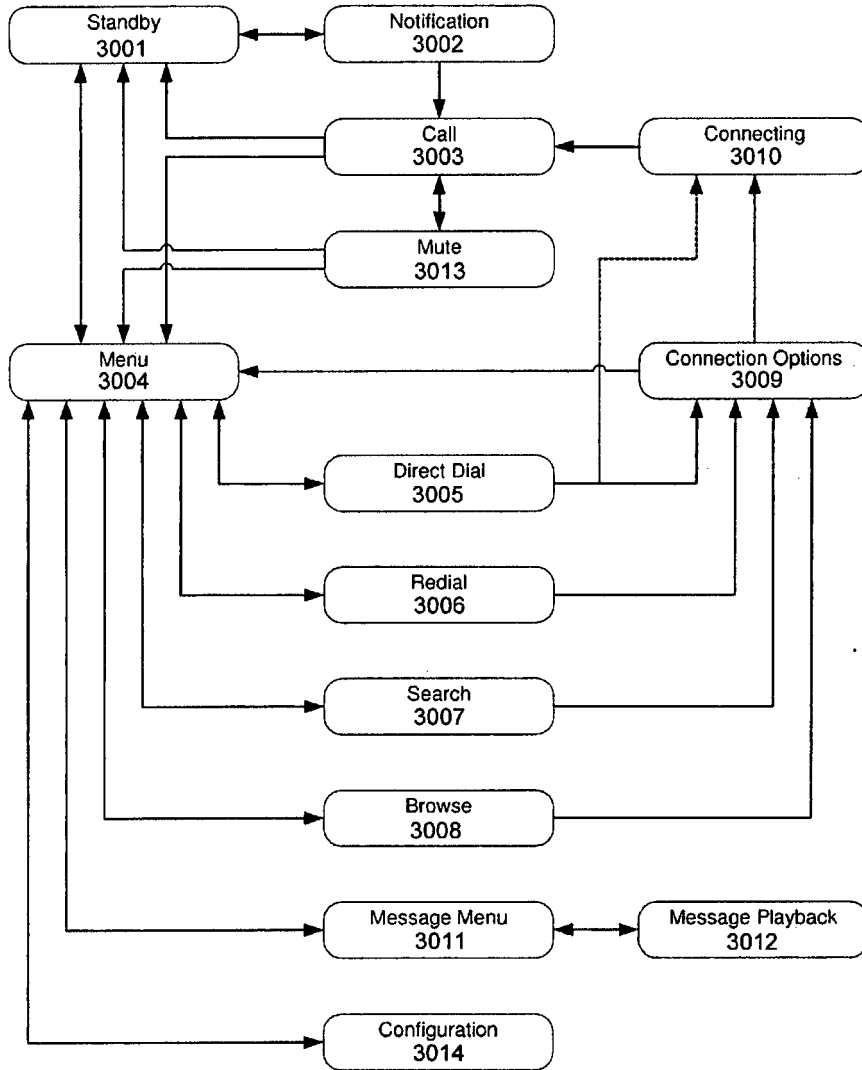 Standby
3001
Notification
3002
Call
3003
Connecting
3010
Mute
3013
Menu
3004
Connection Options
3009
Direct Dial
3005
Redial
3006
Search
3007
Browse
3008
Message Menu
3011
Message Playback
3012
Configuration
3014